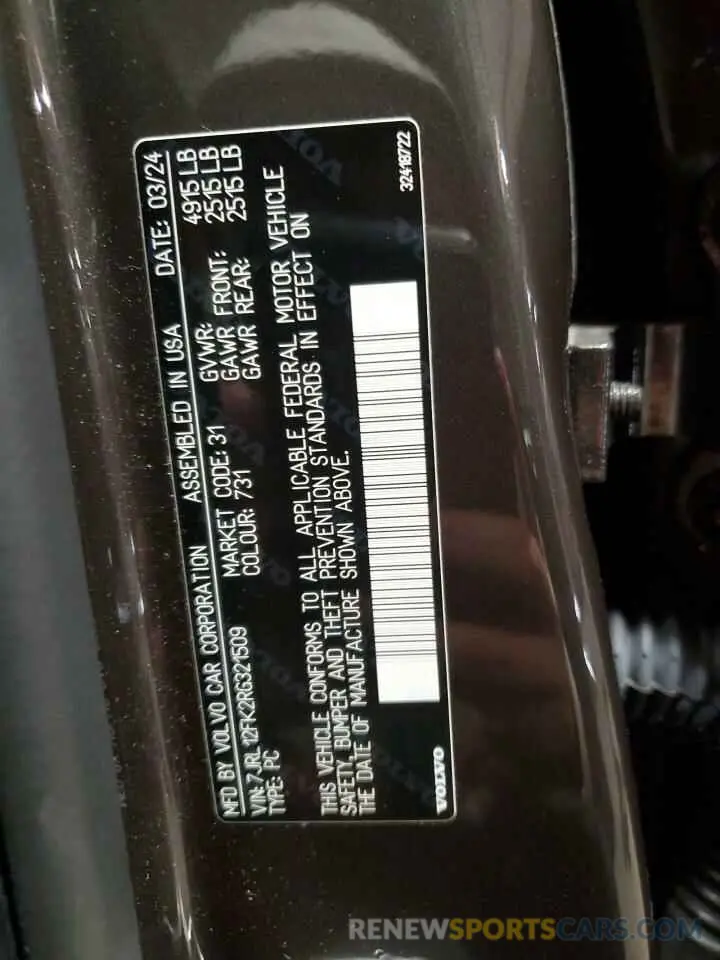 MFD BY VOLVO CAR CORPORATION ASSEMBLED IN USA DATE: 03/24
VIN: 7JRL12FK2RG321509 MARKET CODE: 31 GVWR: 4915 LB
TYPE: PC COLOUR: 731 GAWR FRONT: 2515 LB
GAWR REAR: 2515 LB
THIS VEHICLE CONFORMS TO ALL APPLICABLE FEDERAL MOTOR VEHICLE
SAFETY, BUMPER AND THEFT PREVENTION STANDARDS IN EFFECT ON
THE DATE OF MANUFACTURE SHOWN ABOVE.
VOLVO
32418722
RENEWSPORTSCARS.COM